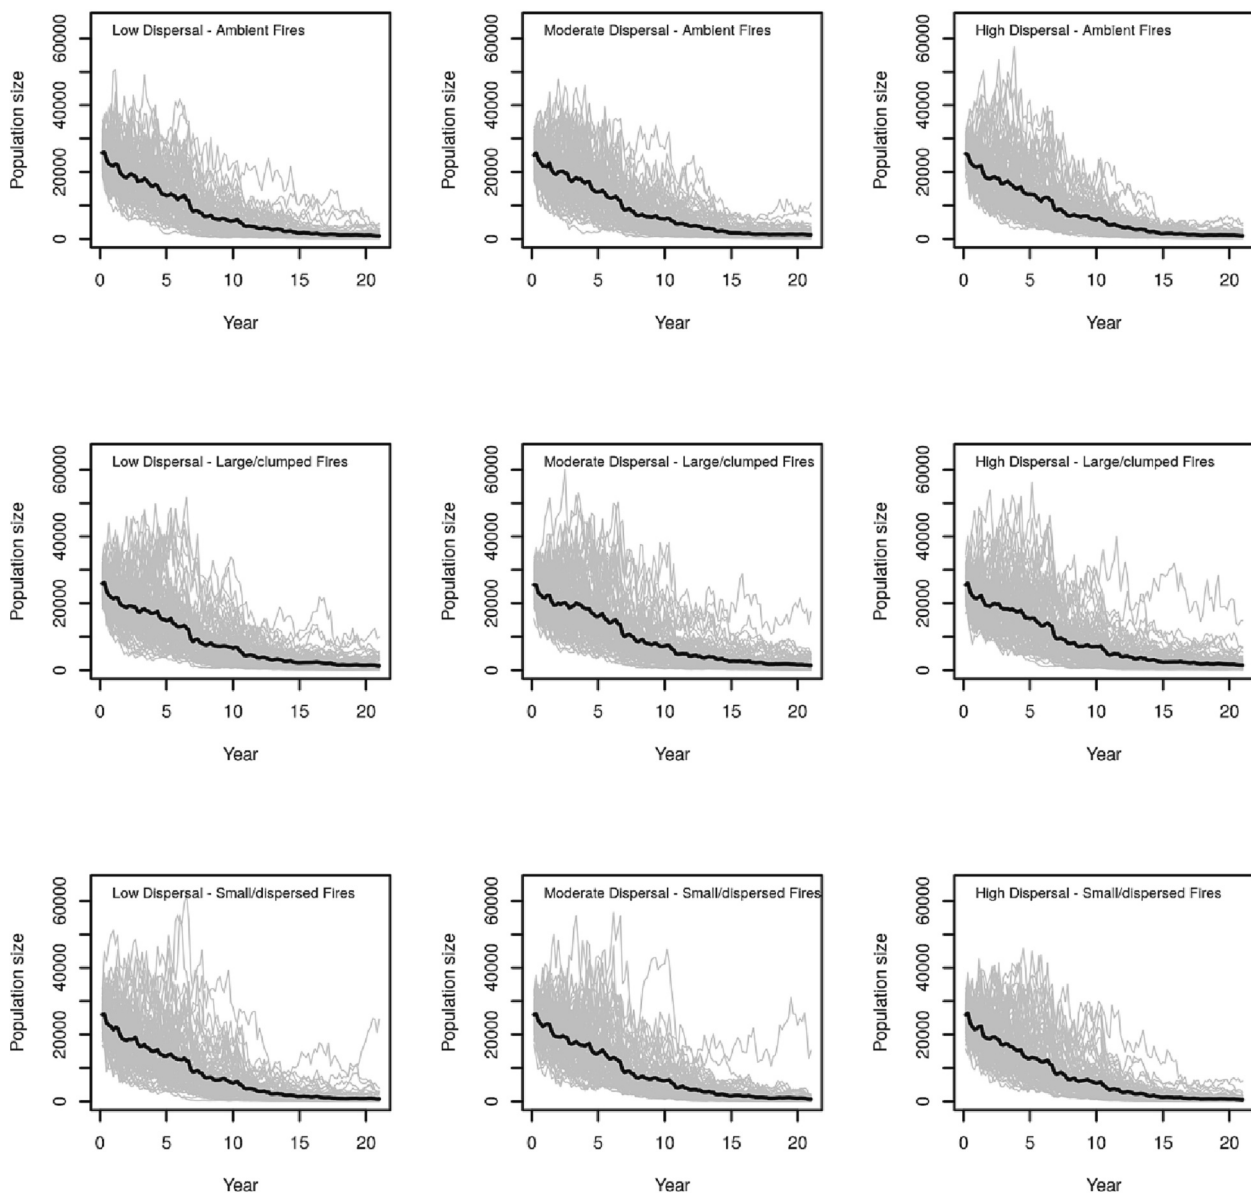 Low Dispersal - Ambient Fires
Population size
0 20000 40000 60000
0 5 10 15 20
Year
Moderate Dispersal - Ambient Fires
Population size
0 20000 40000 60000
0 5 10 15 20
Year
High Dispersal - Ambient Fires
Population size
0 20000 40000 60000
0 5 10 15 20
Year
Low Dispersal - Large/clumped Fires
Population size
0 20000 40000 60000
0 5 10 15 20
Year
Moderate Dispersal - Large/clumped Fires
Population size
0 20000 40000 60000
0 5 10 15 20
Year
High Dispersal - Large/clumped Fires
Population size
0 20000 40000 60000
0 5 10 15 20
Year
Low Dispersal - Small/dispersed Fires
Population size
0 20000 40000 60000
0 5 10 15 20
Year
Moderate Dispersal - Small/dispersed Fires
Population size
0 20000 40000 60000
0 5 10 15 20
Year
High Dispersal - Small/dispersed Fires
Population size
0 20000 40000 60000
0 5 10 15 20
Year